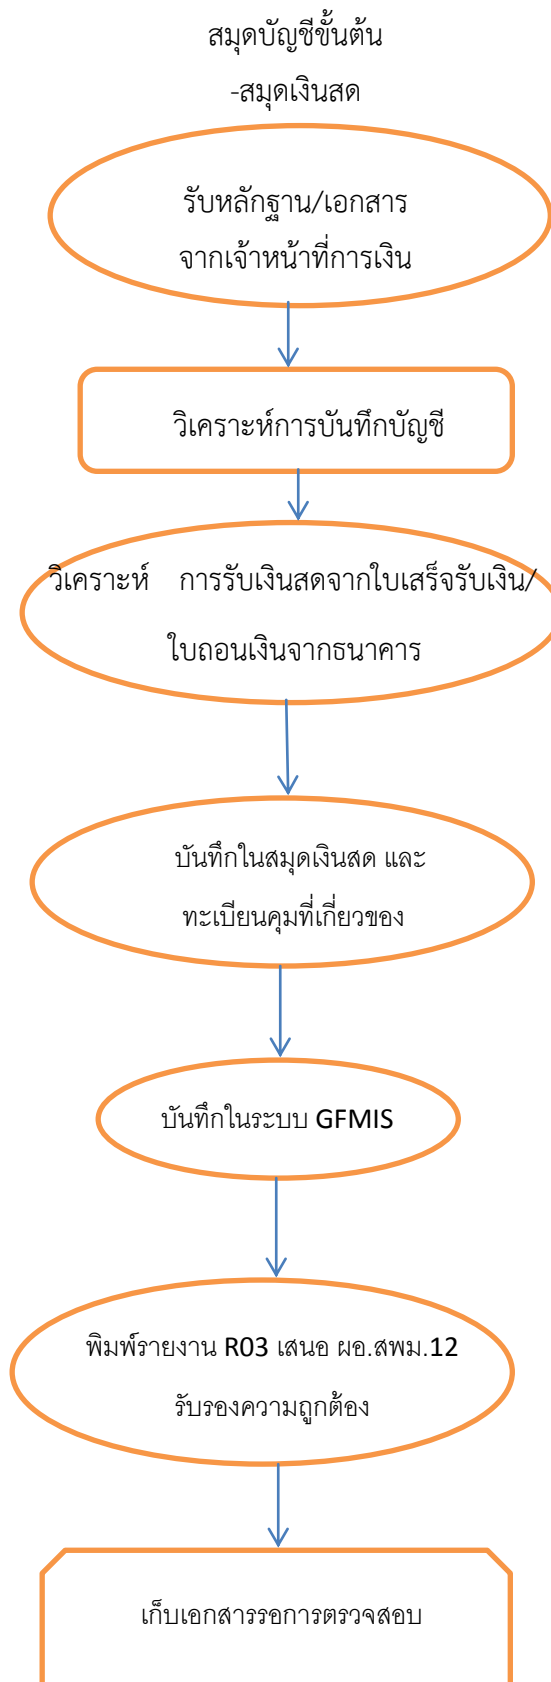 สมุดบัญชีขั้นต้น
-สมุดเงินสด
รับหลักฐาน/เอกสาร
จากเจ้าหน้าที่การเงิน
วิเคราะห์การบันทึกบัญชี
วิเคราะห์ การรับเงินสดจากใบเสร็จรับเงิน/
ใบถอนเงินจากธนาคาร
บันทึกในสมุดเงินสด และ
ทะเบียนคุมที่เกี่ยวของ
บันทึกในระบบ GFMIS
พิมพ์รายงาน R03 เสนอ ผอ.สพม.12
รับรองความถูกต้อง
เก็บเอกสารรอการตรวจสอบ